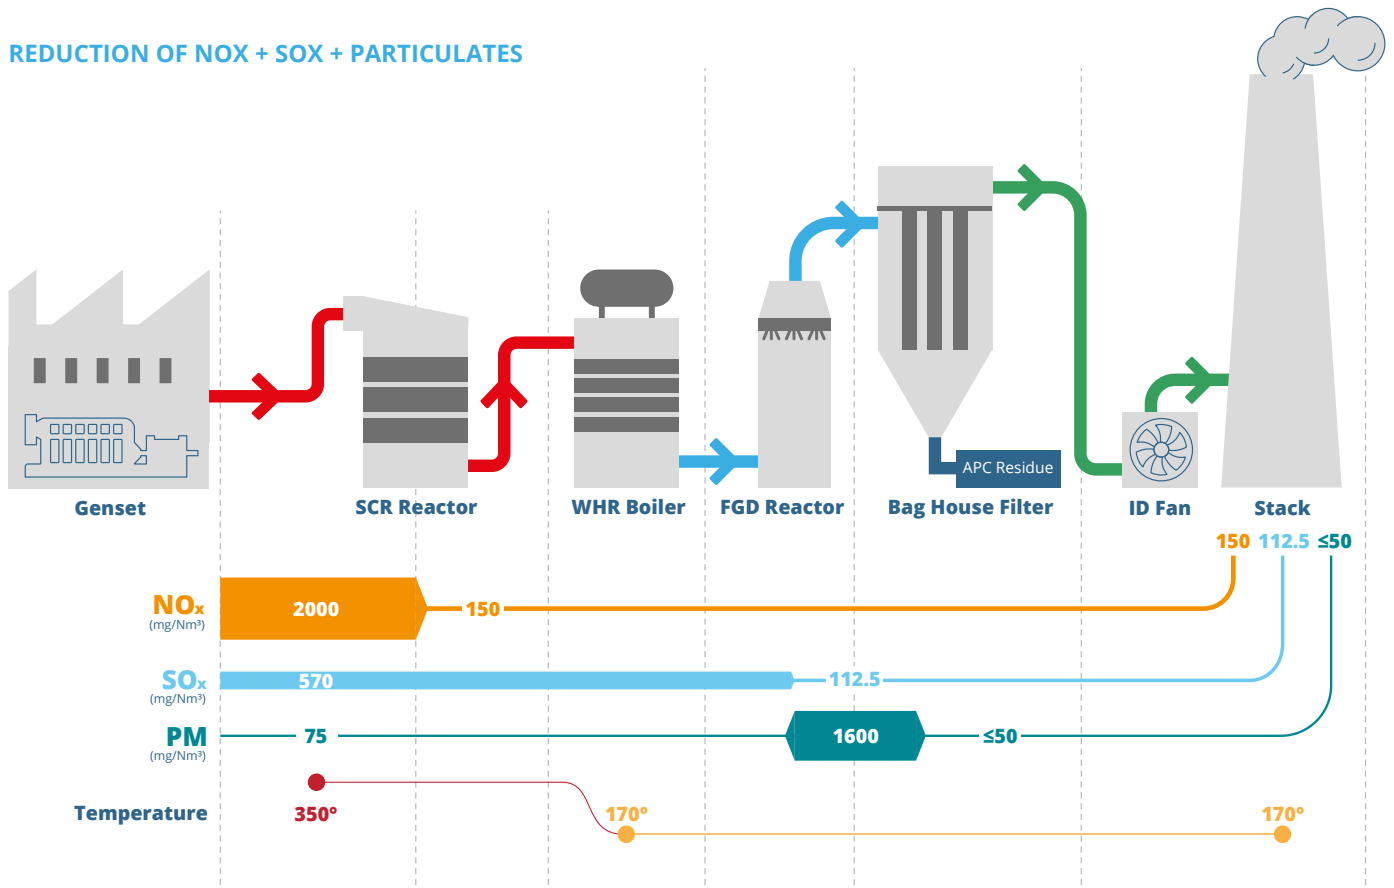 REDUCTION OF NOX + SOX + PARTICULATES
APC Residue
Genset
SCR Reactor
WHR Boiler
FGD Reactor
Bag House Filter
ID Fan
Stack
150 112.5 ≤50
NOx
(mg/Nm³)
2000
150
SOx
(mg/Nm³)
570
112.5
PM
(mg/Nm³)
75
1600
≤50
Temperature
350°
170°
170°